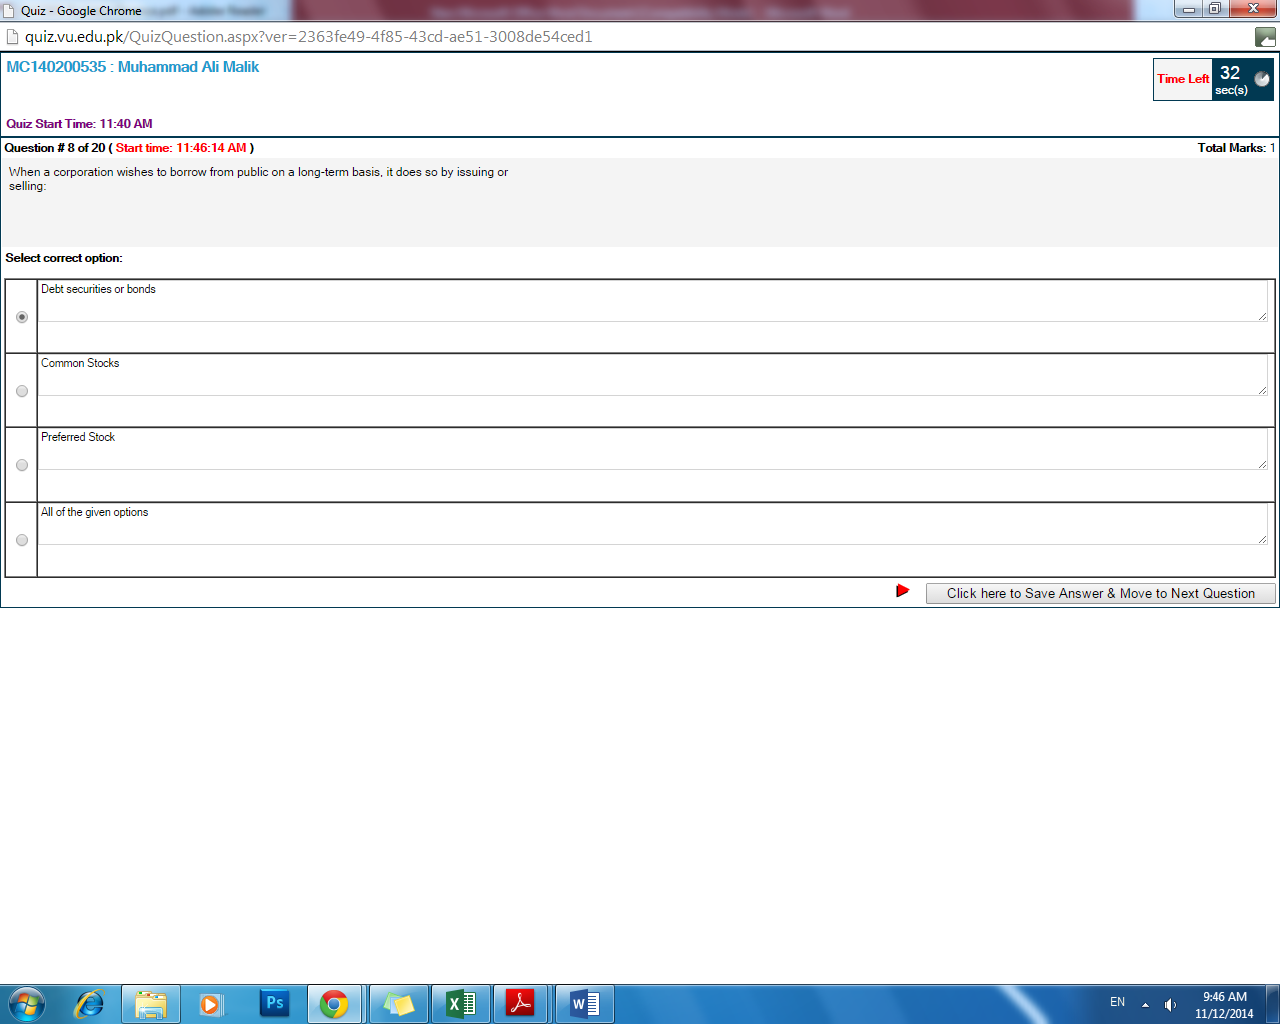 Quiz - Google Chrome
quiz.vu.edu.pk/QuizQuestion.aspx?ver=2363fe49-4f85-43cd-ae51-3008de54ced1
MC140200535 : Muhammad Ali Malik
Time Left 32 sec(s)
Quiz Start Time: 11:40 AM
Question # 8 of 20 ( Start time: 11:46:14 AM ) Total Marks: 1
When a corporation wishes to borrow from public on a long-term basis, it does so by issuing or
selling:
Select correct option:
Debt securities or bonds
Common Stocks
Preferred Stock
All of the given options
Click here to Save Answer & Move to Next Question
Ps
EN
9:46 AM
11/12/2014